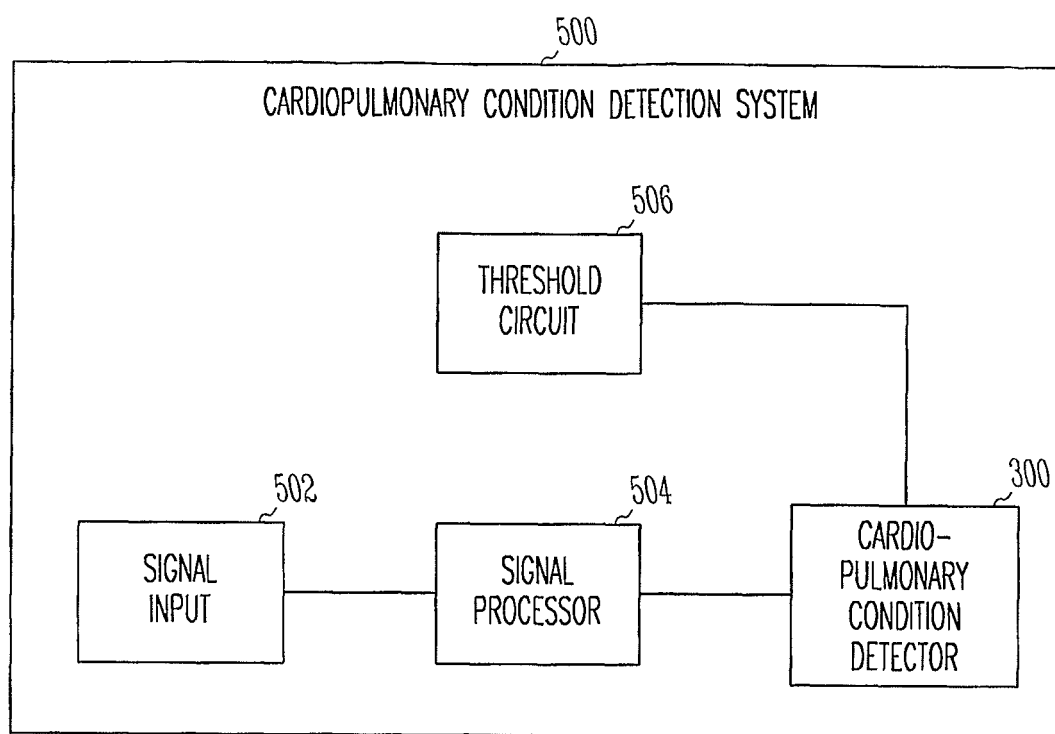 500
CARDIOPULMONARY CONDITION DETECTION SYSTEM
506
THRESHOLD
CIRCUIT
502
SIGNAL
INPUT
504
SIGNAL
PROCESSOR
300
CARDIO-
PULMONARY
CONDITION
DETECTOR